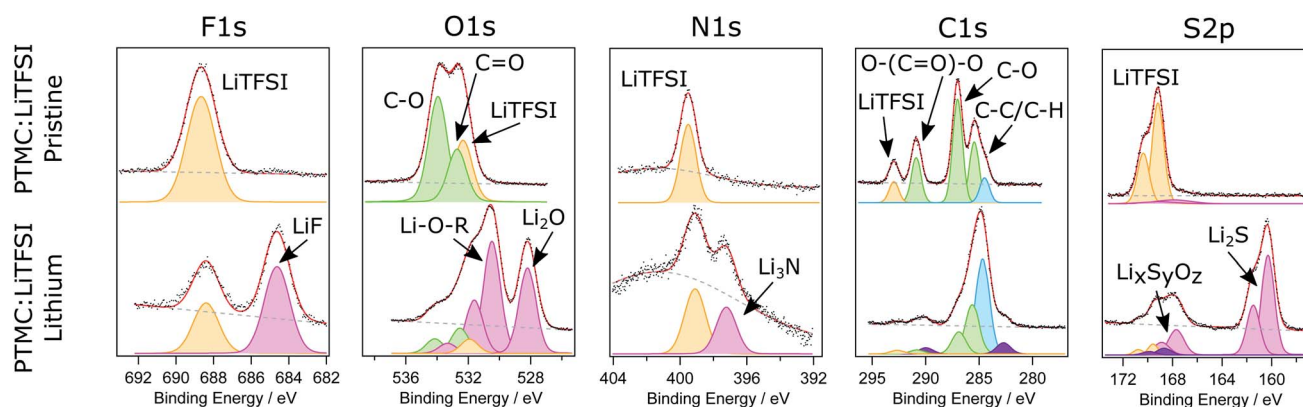 F1s
O1s
N1s
C1s
S2p
PTMC:LiTFSI
Pristine
LiTFSI
C=O
C-O
LiTFSI
LiTFSI
O-(C=O)-O
C-O
LiTFSI
C-C/C-H
LiTFSI
PTMC:LiTFSI
Lithium
LiF
Li-O-R
Li₂O
Li₃N
Li₂S
LiₓSᵧO_z
692 690 688 686 684 682
536 532 528
404 400 396 392
295 290 285 280
172 168 164 160
Binding Energy / eV
Binding Energy / eV
Binding Energy / eV
Binding Energy / eV
Binding Energy / eV